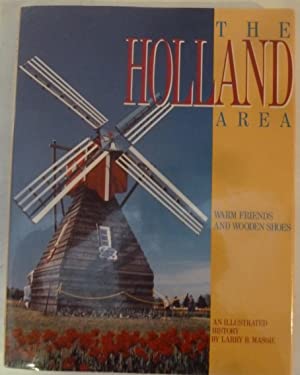 THE
HOLLAND
AREA
WARM FRIENDS
AND WOODEN SHOES
AN ILLUSTRATED
HISTORY
BY LARRY B. MASSIE